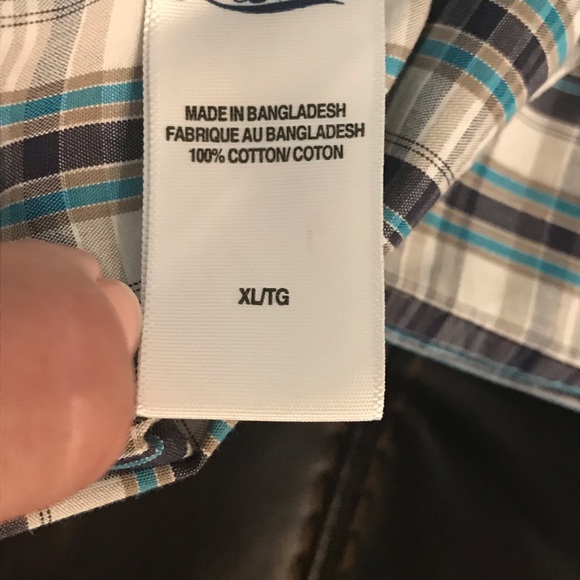 MADE IN BANGLADESH
FABRIQUE AU BANGLADESH
100% COTTON/ COTON
XL/TG